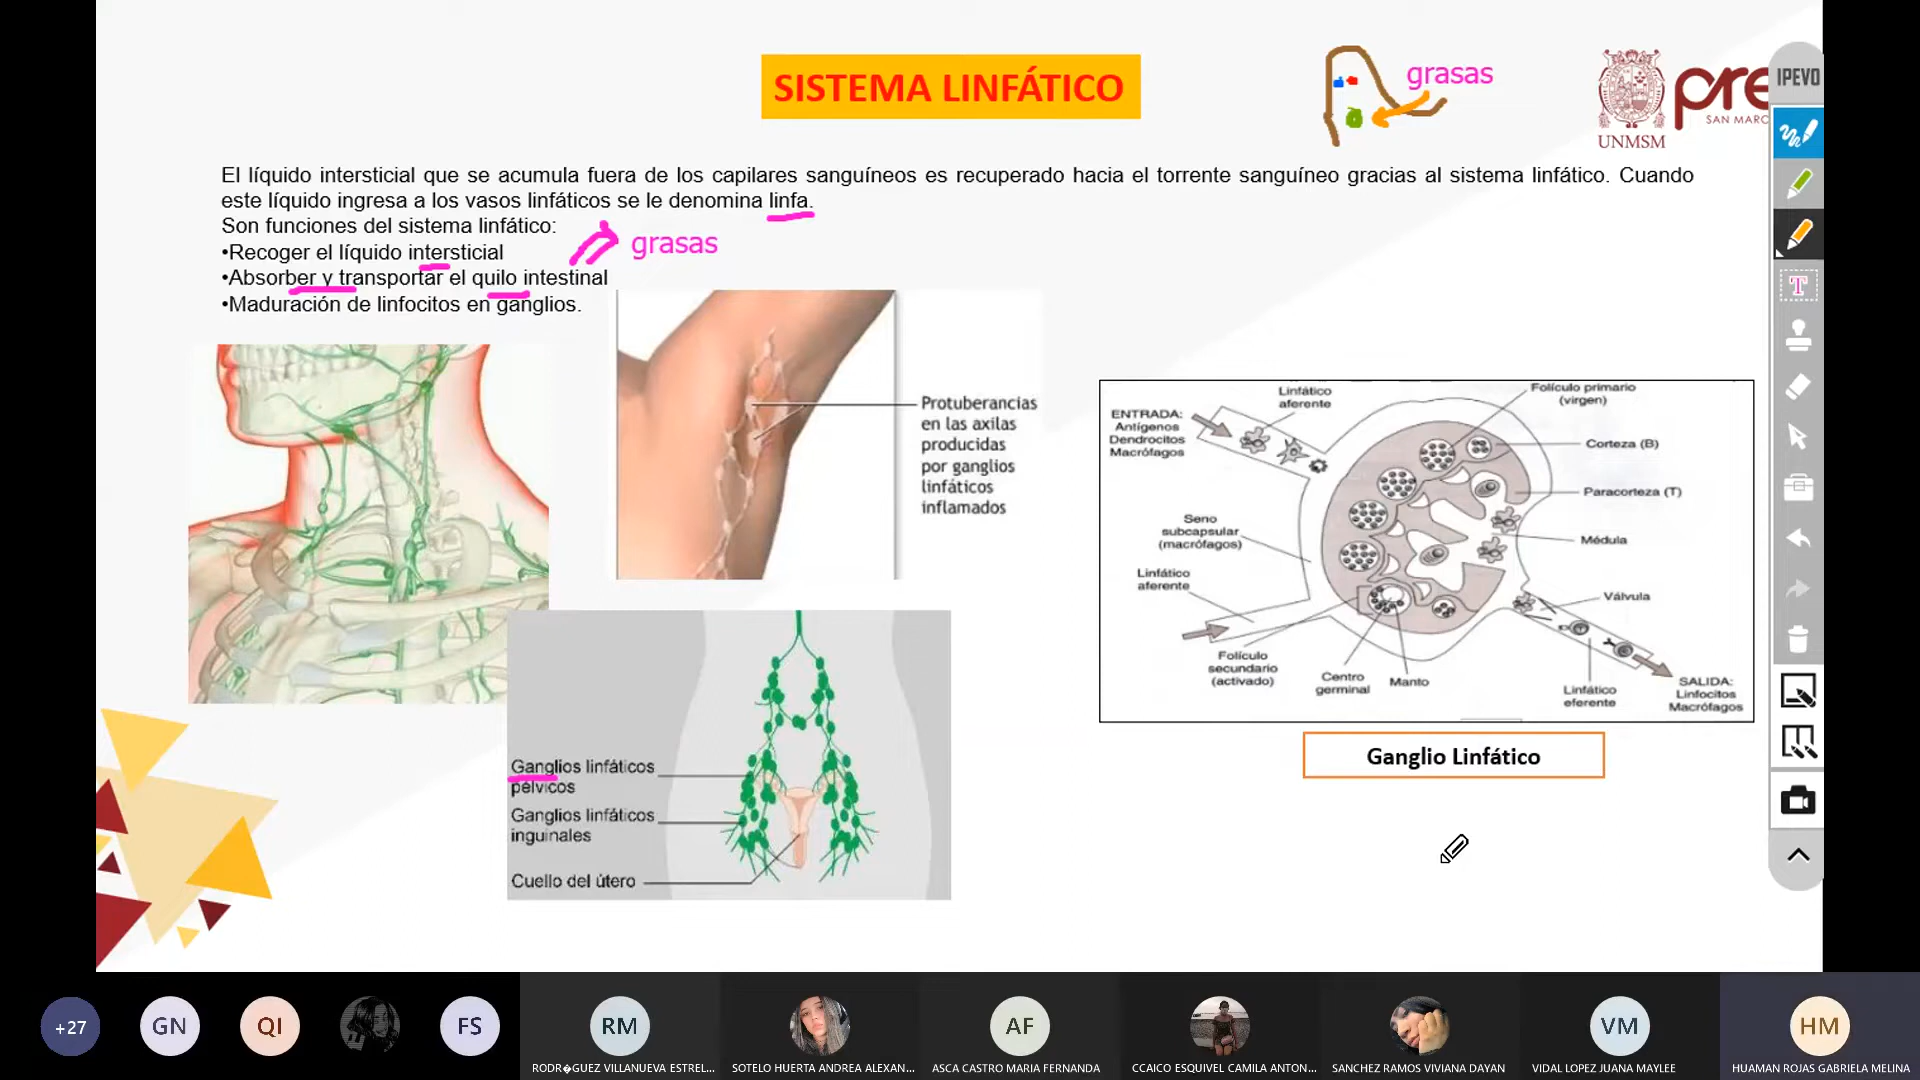 SISTEMA LINFÁTICO
grasas
UNMSM
pre
SAN MARC
IPEVO
El líquido intersticial que se acumula fuera de los capilares sanguíneos es recuperado hacia el torrente sanguíneo gracias al sistema linfático. Cuando
este líquido ingresa a los vasos linfáticos se le denomina linfa.
Son funciones del sistema linfático:
•Recoger el líquido intersticial
grasas
•Absorber y transportar el quilo intestinal
•Maduración de linfocitos en ganglios.
Protuberancias
en las axilas
producidas
por ganglios
linfáticos
inflamados
Ganglios linfáticos
pélvicos
Ganglios linfáticos
inguinales
Cuello del útero
ENTRADA:
Antígenos
Dendrocitos
Macrófagos
Linfático
aferente
Folículo primario
(virgen)
Corteza (B)
Paracorteza (T)
Seno
subcapsular
(macrófagos)
Médula
Linfático
aferente
Válvula
Folículo
secundario
(activado)
Centro
germinal
Manto
Linfático
eferente
SALIDA:
Linfocitos
Macrófagos
Ganglio Linfático
T
+27
GN
QI
FS
RM
AF
VM
HM
RODR�GUEZ VILLANUEVA ESTREL...
SOTELO HUERTA ANDREA ALEXAN...
ASCA CASTRO MARIA FERNANDA
CCAICO ESQUIVEL CAMILA ANTON...
SANCHEZ RAMOS VIVIANA DAYAN
VIDAL LOPEZ JUANA MAYLEE
HUAMAN ROJAS GABRIELA MELINA